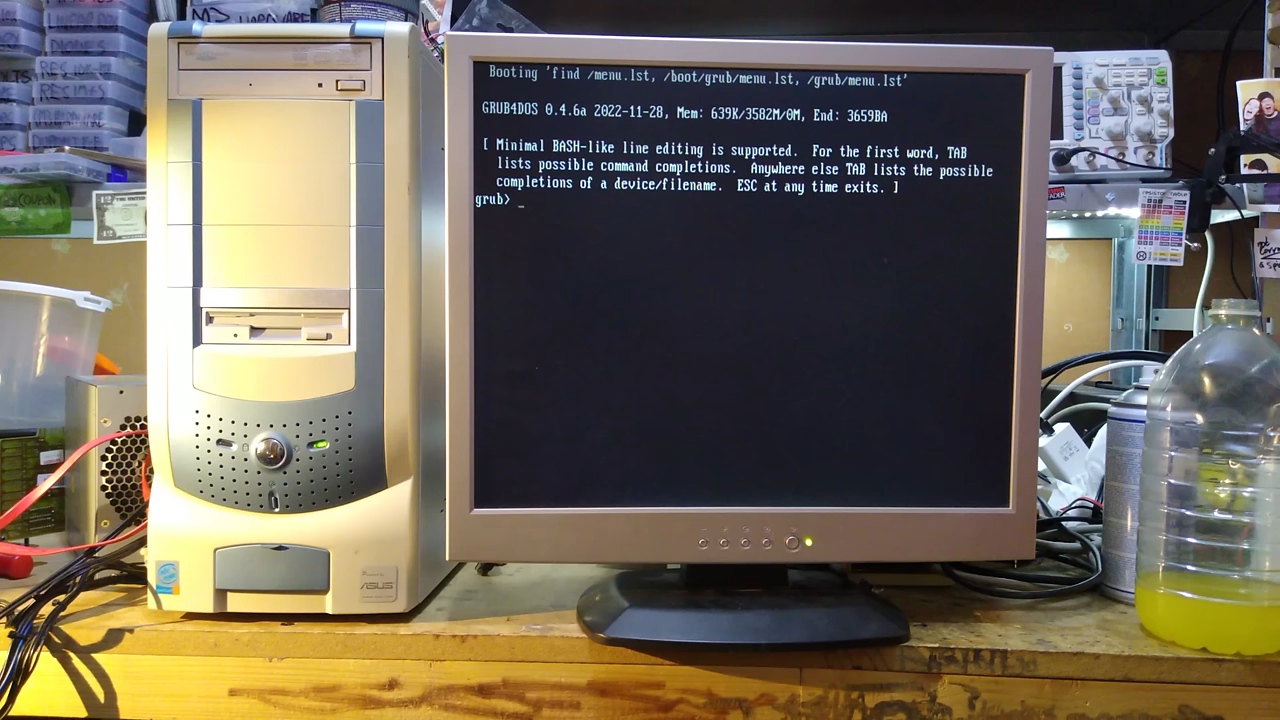 Booting 'find /menu.lst, /boot/grub/menu.lst, /grub/menu.lst'
GRUB4DOS 0.4.6a 2022-11-28, Mem: 639K/3582M/0M, End: 3659BA
[ Minimal BASH-like line editing is supported.  For the first word, TAB
lists possible command completions.  Anywhere else TAB lists the possible
completions of a device/filename.  ESC at any time exits. ]
grub> _
ASUS
COUPON